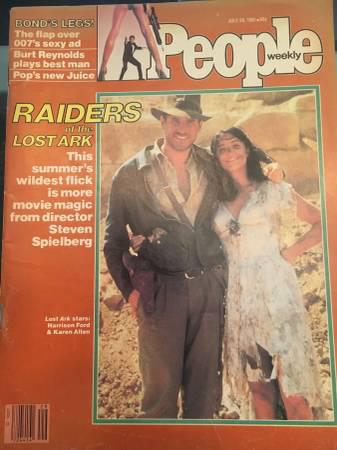 BOND'S LEGS!
The flap over
007's sexy ad
Burt Reynolds
plays best man
Pop's new Juice
People
weekly
RAIDERS
of the
LOST ARK
This
summer's
wildest flick
is more
movie magic
from director
Steven
Spielberg
Lost Ark stars:
Harrison Ford
& Karen Allen